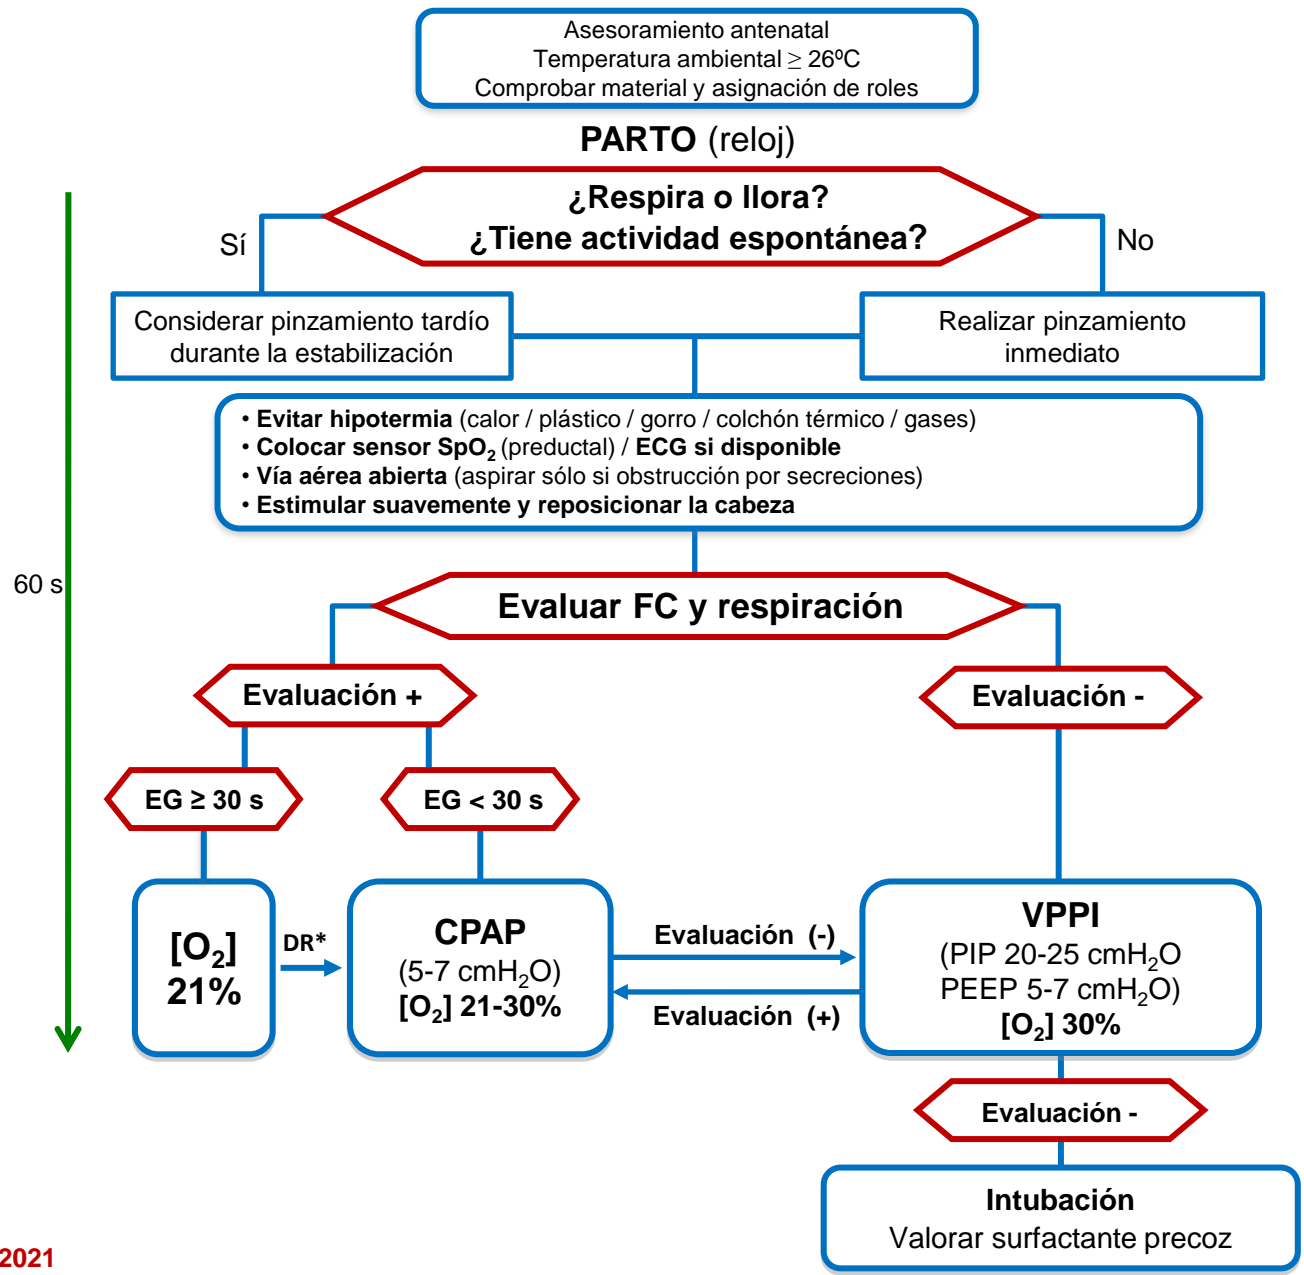 Asesoramiento antenatal
Temperatura ambiental ≥ 26ºC
Comprobar material y asignación de roles
PARTO (reloj)
¿Respira o llora?
¿Tiene actividad espontánea?
Sí
No
Considerar pinzamiento tardío
durante la estabilización
Realizar pinzamiento
inmediato
• Evitar hipotermia (calor / plástico / gorro / colchón térmico / gases)
• Colocar sensor SpO₂ (preductal) / ECG si disponible
• Vía aérea abierta (aspirar sólo si obstrucción por secreciones)
• Estimular suavemente y reposicionar la cabeza
60 s
Evaluar FC y respiración
Evaluación +
Evaluación -
EG ≥ 30 s
EG < 30 s
[O₂]
21%
DR*
CPAP
(5-7 cmH₂O)
[O₂] 21-30%
Evaluación (-)
Evaluación (+)
VPPI
(PIP 20-25 cmH₂O
PEEP 5-7 cmH₂O)
[O₂] 30%
Evaluación -
Intubación
Valorar surfactante precoz
2021